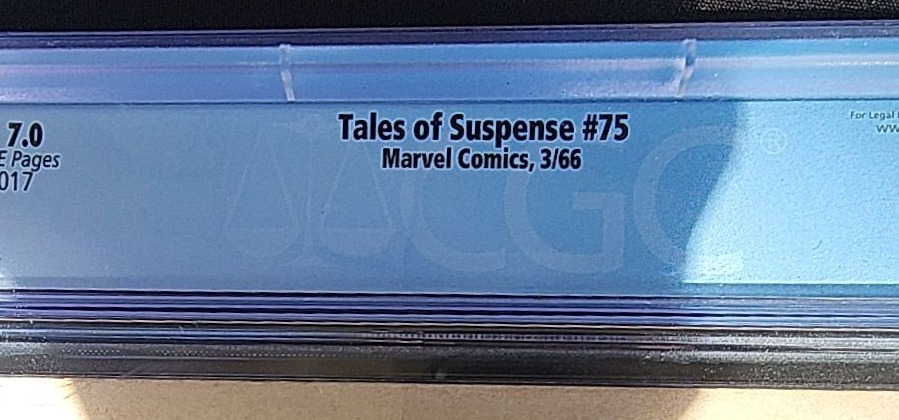 7.0
E Pages
017
Tales of Suspense #75
Marvel Comics, 3/66
CGC®
For Legal
WW